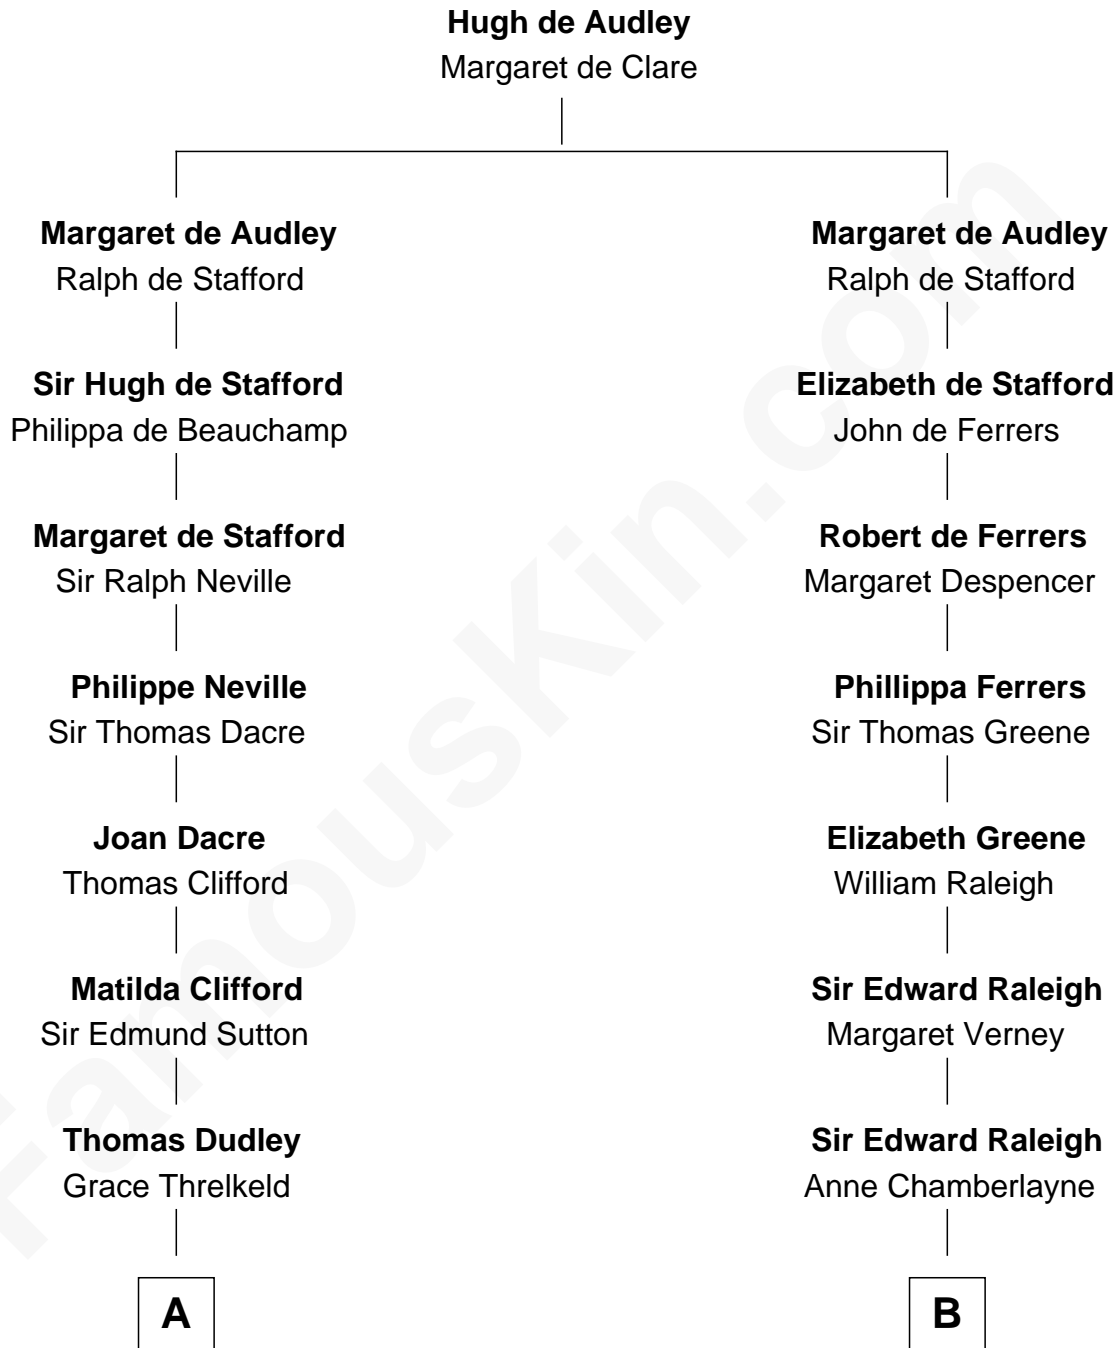 Hugh de Audley
Margaret de Clare
Margaret de Audley
Ralph de Stafford
Margaret de Audley
Ralph de Stafford
Sir Hugh de Stafford
Philippa de Beauchamp
Elizabeth de Stafford
John de Ferrers
Margaret de Stafford
Sir Ralph Neville
Robert de Ferrers
Margaret Despencer
Philippe Neville
Sir Thomas Dacre
Phillippa Ferrers
Sir Thomas Greene
Joan Dacre
Thomas Clifford
Elizabeth Greene
William Raleigh
Matilda Clifford
Sir Edmund Sutton
Sir Edward Raleigh
Margaret Verney
Thomas Dudley
Grace Threlkeld
Sir Edward Raleigh
Anne Chamberlayne
A
B
FamousKin.com